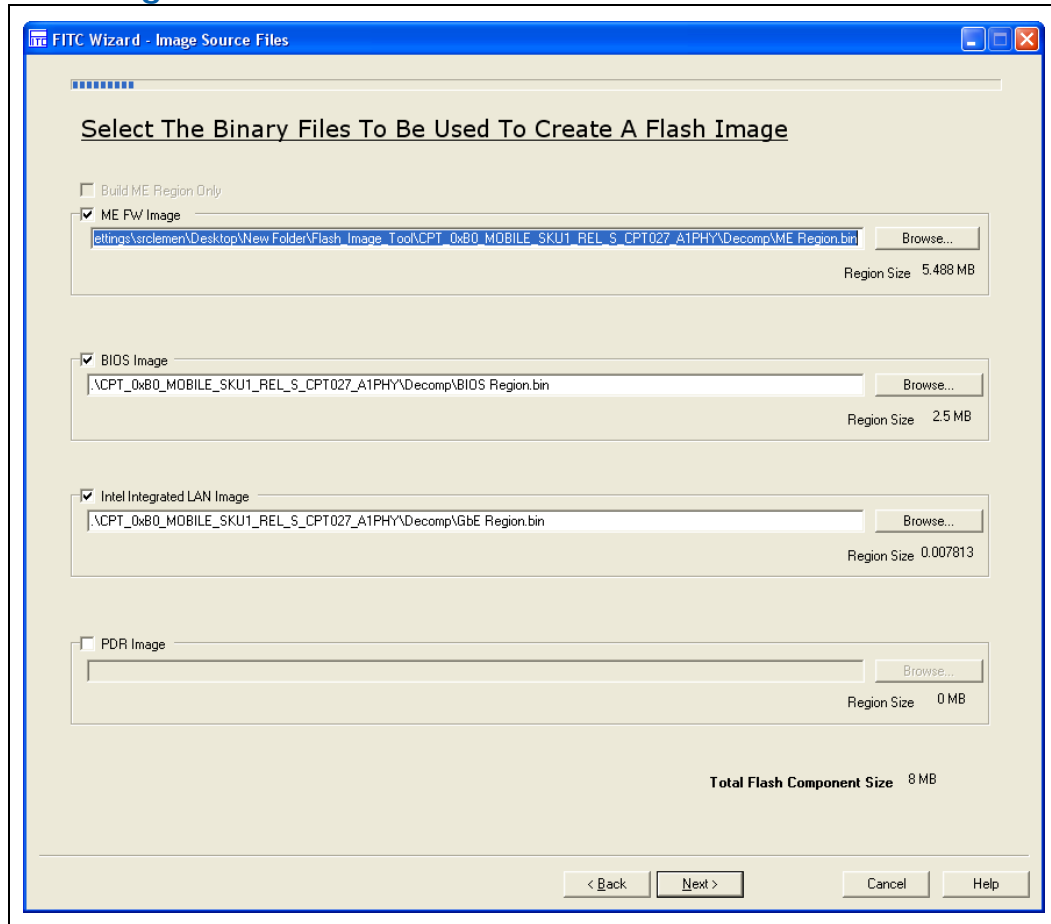 ITC FITC Wizard - Image Source Files
Select The Binary Files To Be Used To Create A Flash Image
Build ME Region Only
ME FW Image
ettings\srclemen\Desktop\New Folder\Flash_Image_Tool\CPT_0xB0_MOBILE_SKU1_REL_S_CPT027_A1PHY\Decomp\ME Region.bin Browse...
Region Size 5.488 MB
BIOS Image
.\CPT_0xB0_MOBILE_SKU1_REL_S_CPT027_A1PHY\Decomp\BIOS Region.bin Browse...
Region Size 2.5 MB
Intel Integrated LAN Image
.\CPT_0xB0_MOBILE_SKU1_REL_S_CPT027_A1PHY\Decomp\GbE Region.bin Browse...
Region Size 0.007813
PDR Image
Browse...
Region Size 0 MB
Total Flash Component Size 8 MB
< Back Next > Cancel Help